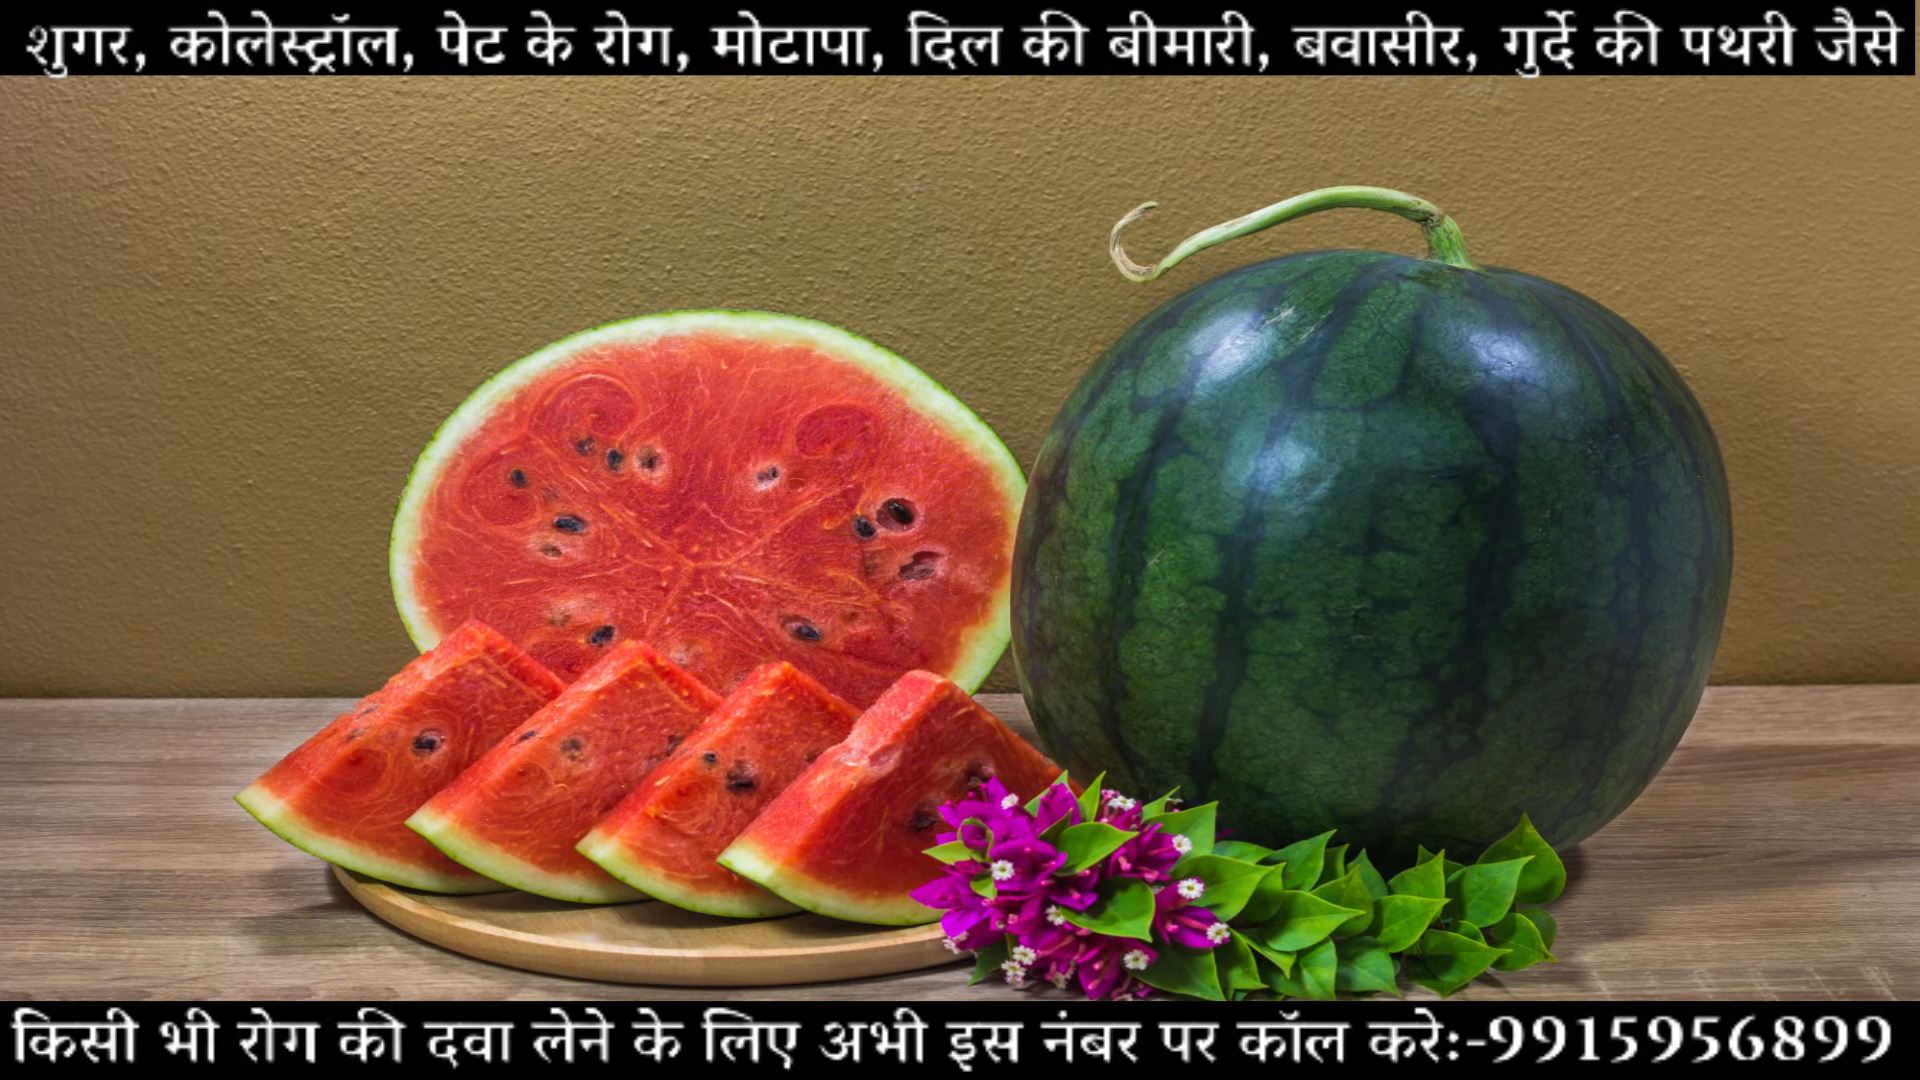 शुगर, कोलेस्ट्रॉल, पेट के रोग, मोटापा, दिल की बीमारी, बवासीर, गुर्दे की पथरी जैसे
किसी भी रोग की दवा लेने के लिए अभी इस नंबर पर कॉल करे:-9915956899